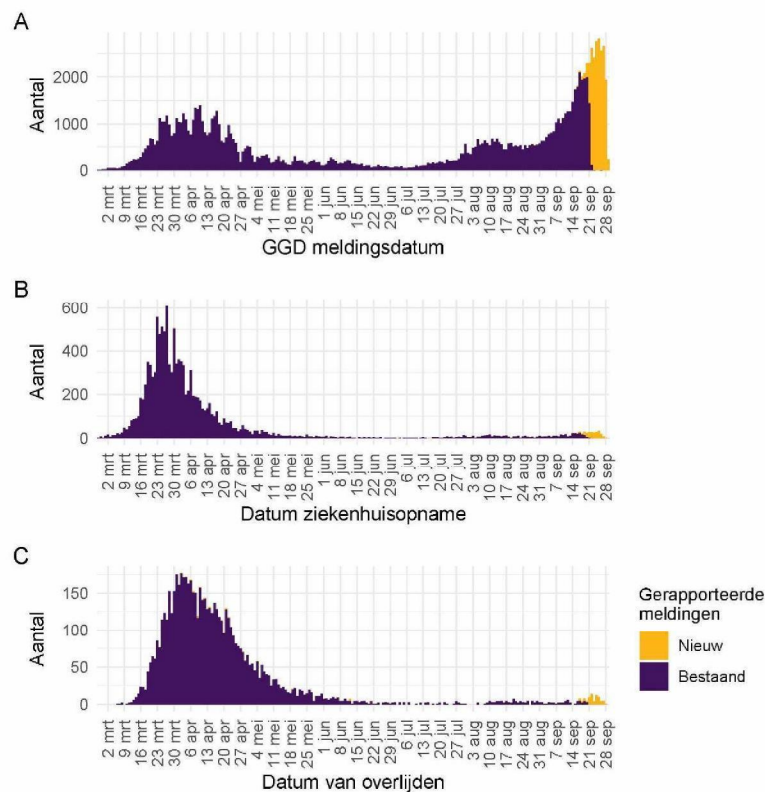 A
Aantal
2000
1000
0
2 mrt
9 mrt
16 mrt
23 mrt
30 mrt
6 apr
13 apr
20 apr
27 apr
4 mei
11 mei
18 mei
25 mei
1 jun
8 jun
15 jun
22 jun
29 jun
6 jul
13 jul
20 jul
27 jul
3 aug
10 aug
17 aug
24 aug
31 aug
7 sep
14 sep
21 sep
28 sep
GGD meldingsdatum
B
Aantal
600
400
200
0
2 mrt
9 mrt
16 mrt
23 mrt
30 mrt
6 apr
13 apr
20 apr
27 apr
4 mei
11 mei
18 mei
25 mei
1 jun
8 jun
15 jun
22 jun
29 jun
6 jul
13 jul
20 jul
27 jul
3 aug
10 aug
17 aug
24 aug
31 aug
7 sep
14 sep
21 sep
28 sep
Datum ziekenhuisopname
C
Aantal
150
100
50
0
2 mrt
9 mrt
16 mrt
23 mrt
30 mrt
6 apr
13 apr
20 apr
27 apr
4 mei
11 mei
18 mei
25 mei
1 jun
8 jun
15 jun
22 jun
29 jun
6 jul
13 jul
20 jul
27 jul
3 aug
10 aug
17 aug
24 aug
31 aug
7 sep
14 sep
21 sep
28 sep
Datum van overlijden
Gerapporteerde
meldingen
Nieuw
Bestaand